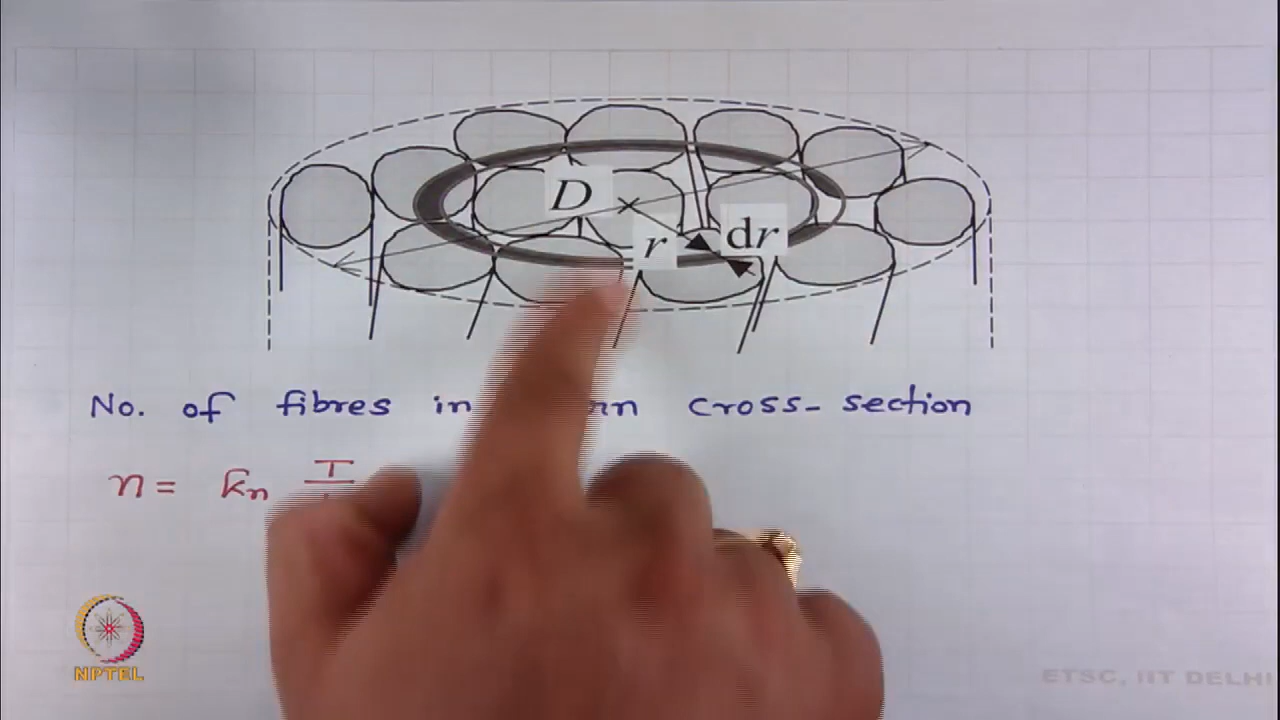 D
r
dr
No. of fibres in cross-section
n = kn T
NPTEL
ETSC, IIT DELHI